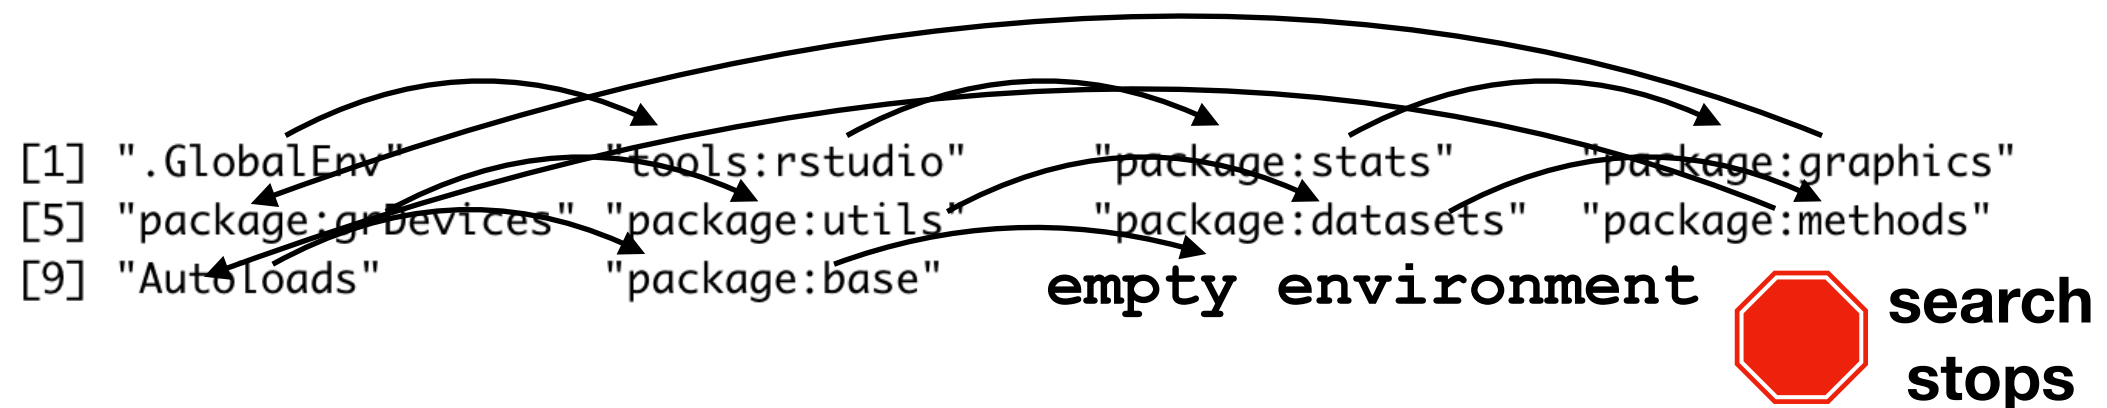 [1] ".GlobalEnv" "tools:rstudio" "package:stats" "package:graphics"
[5] "package:grDevices" "package:utils" "package:datasets" "package:methods"
[9] "Autoloads" "package:base" empty environment
search
stops